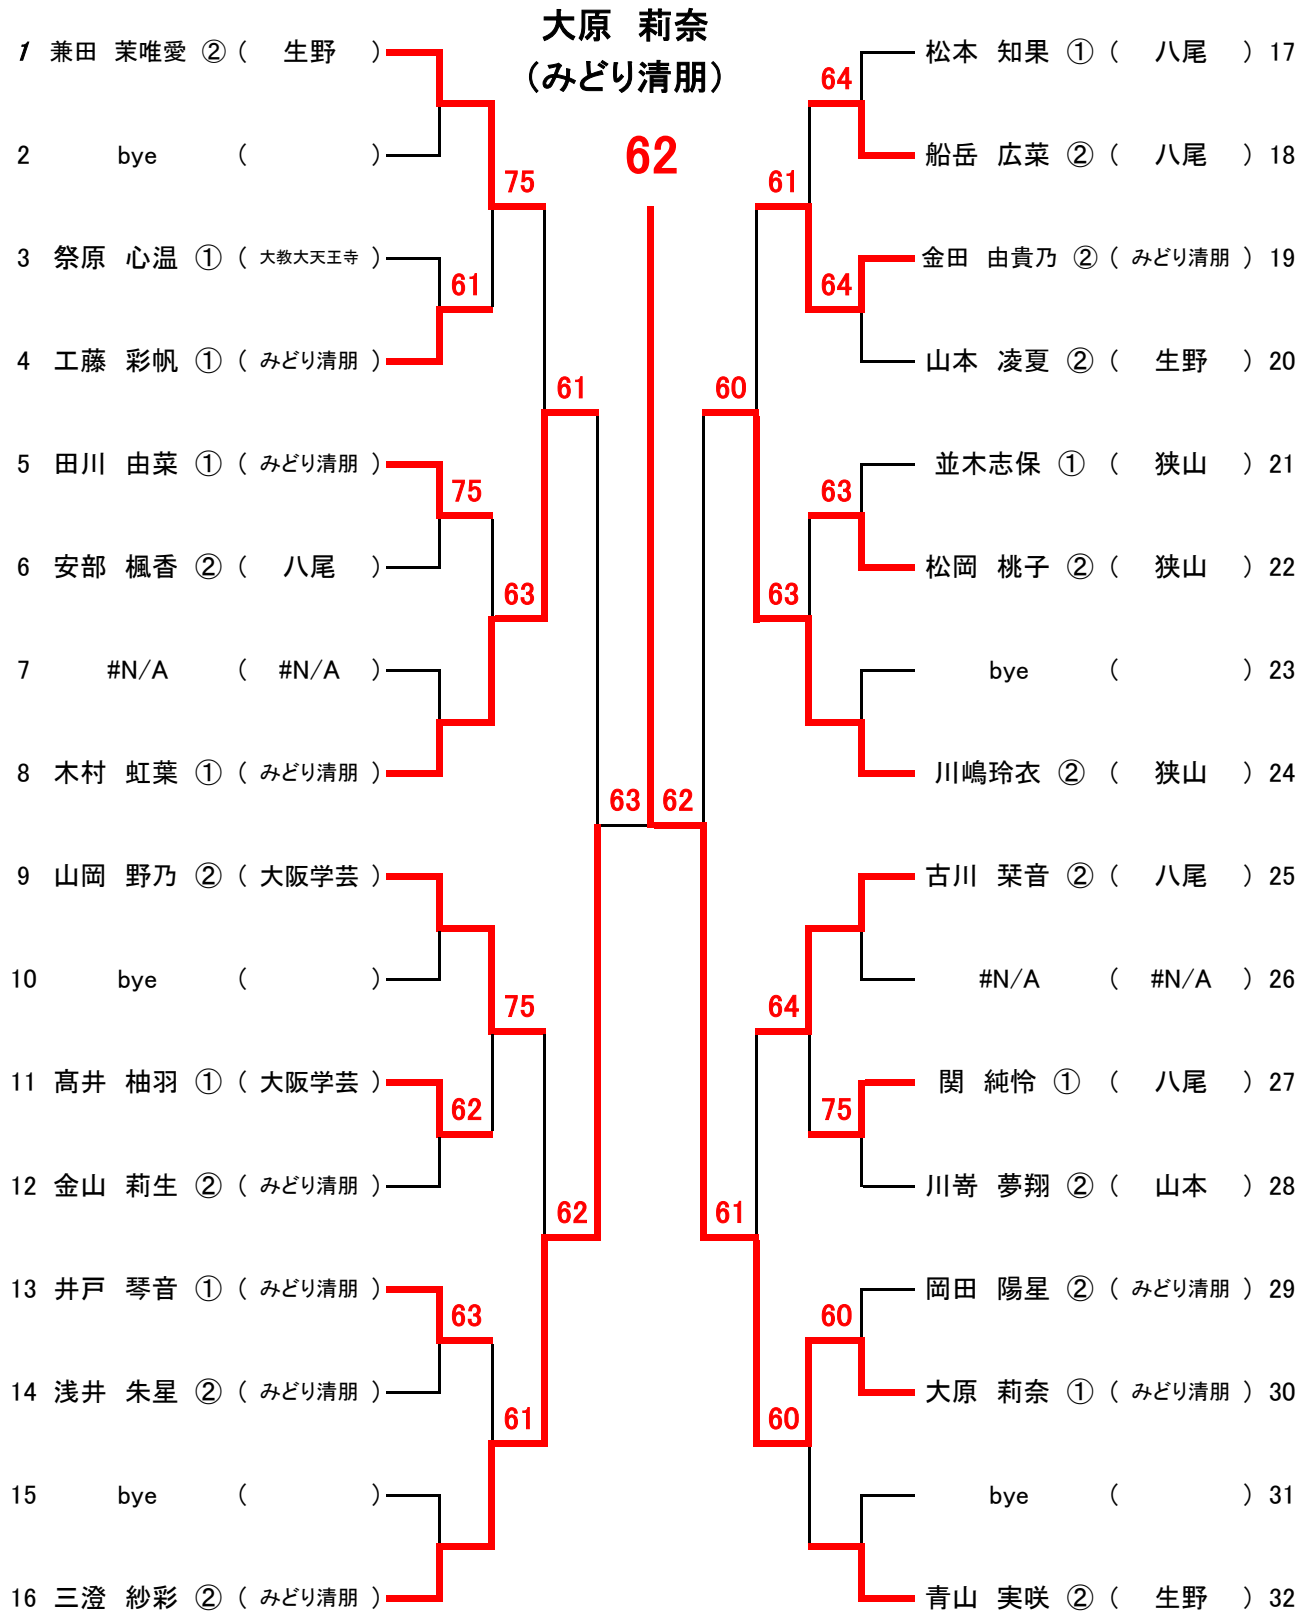 大原 莉奈
(みどり清朋)
62
1 兼田 茉唯愛 ② ( 生野 )
2 bye ( )
75
3 祭原 心温 ① ( 大教大天王寺 )
61
4 工藤 彩帆 ① ( みどり清朋 )
61
5 田川 由菜 ① ( みどり清朋 )
75
6 安部 楓香 ② ( 八尾 )
63
7 #N/A ( #N/A )
8 木村 虹葉 ① ( みどり清朋 )
63
9 山岡 野乃 ② ( 大阪学芸 )
10 bye ( )
75
11 髙井 柚羽 ① ( 大阪学芸 )
62
12 金山 莉生 ② ( みどり清朋 )
62
13 井戸 琴音 ① ( みどり清朋 )
63
14 浅井 朱星 ② ( みどり清朋 )
61
15 bye ( )
16 三澄 紗彩 ② ( みどり清朋 )
松本 知果 ① ( 八尾 ) 17
64
船岳 広菜 ② ( 八尾 ) 18
61
金田 由貴乃 ② ( みどり清朋 ) 19
64
山本 凌夏 ② ( 生野 ) 20
60
並木志保 ① ( 狭山 ) 21
63
松岡 桃子 ② ( 狭山 ) 22
63
bye ( ) 23
川嶋玲衣 ② ( 狭山 ) 24
62
古川 栞音 ② ( 八尾 ) 25
#N/A ( #N/A ) 26
64
関 純怜 ① ( 八尾 ) 27
75
川嵜 夢翔 ② ( 山本 ) 28
61
岡田 陽星 ② ( みどり清朋 ) 29
60
大原 莉奈 ① ( みどり清朋 ) 30
60
bye ( ) 31
青山 実咲 ② ( 生野 ) 32